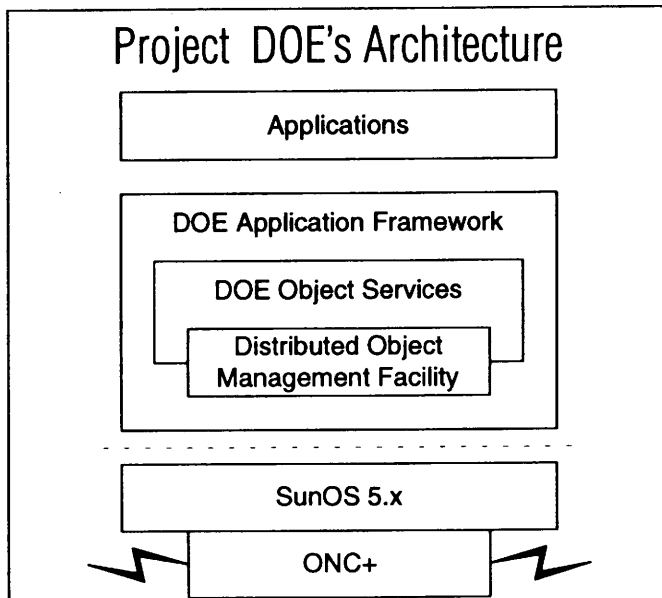 Project DOE's Architecture
Applications
DOE Application Framework
DOE Object Services
Distributed Object
Management Facility
SunOS 5.x
ONC+